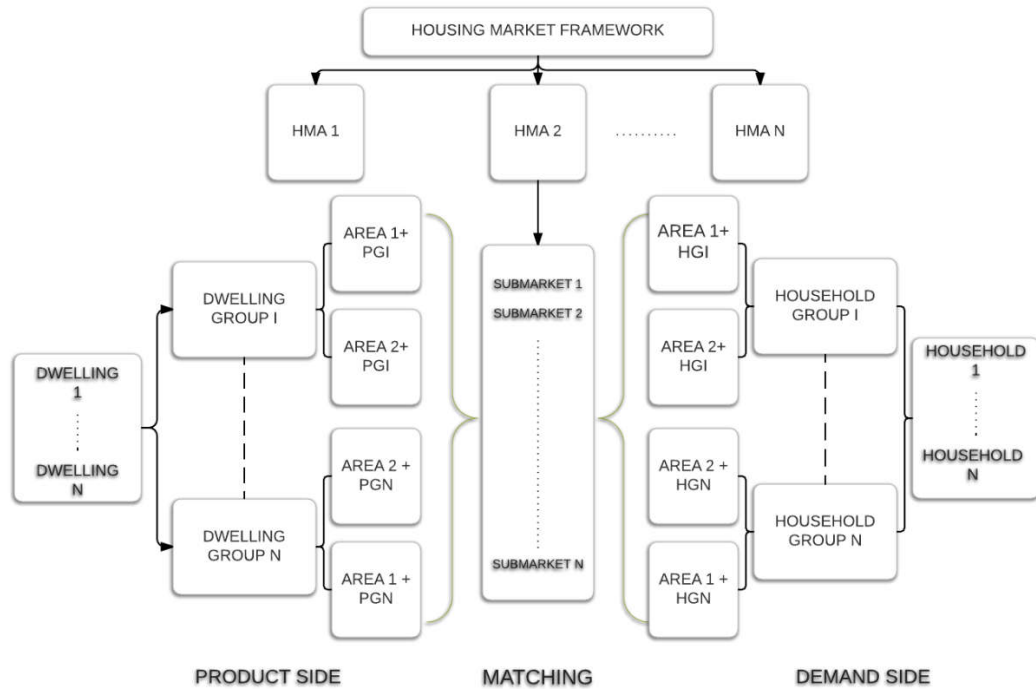 HOUSING MARKET FRAMEWORK
HMA 1
HMA 2
..........
HMA N
AREA 1+
PGI
AREA 2+
PGI
AREA 2 +
PGN
AREA 1 +
PGN
DWELLING
GROUP I
DWELLING
GROUP N
DWELLING
1
DWELLING
N
SUBMARKET 1
SUBMARKET 2
SUBMARKET N
AREA 1+
HGI
AREA 2+
HGI
AREA 2 +
HGN
AREA 1 +
HGN
HOUSEHOLD
GROUP I
HOUSEHOLD
GROUP N
HOUSEHOLD
1
HOUSEHOLD
N
PRODUCT SIDE
MATCHING
DEMAND SIDE